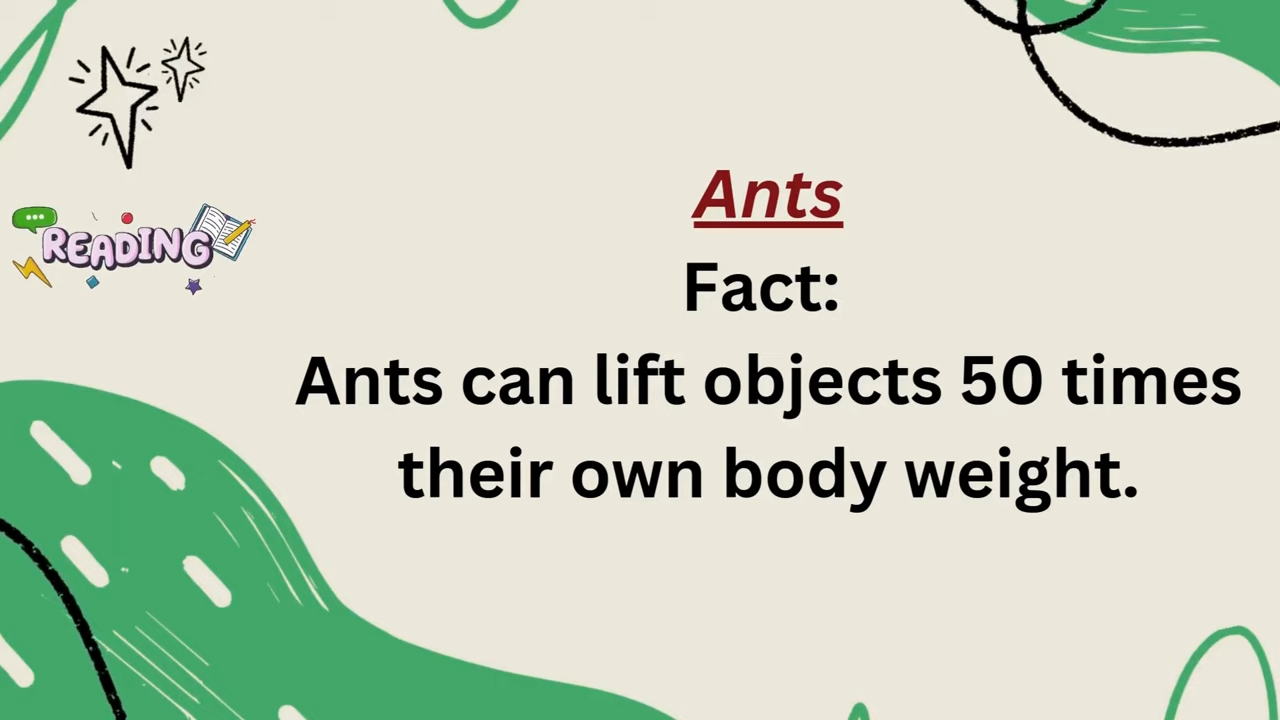 READING
Ants
Fact:
Ants can lift objects 50 times
their own body weight.